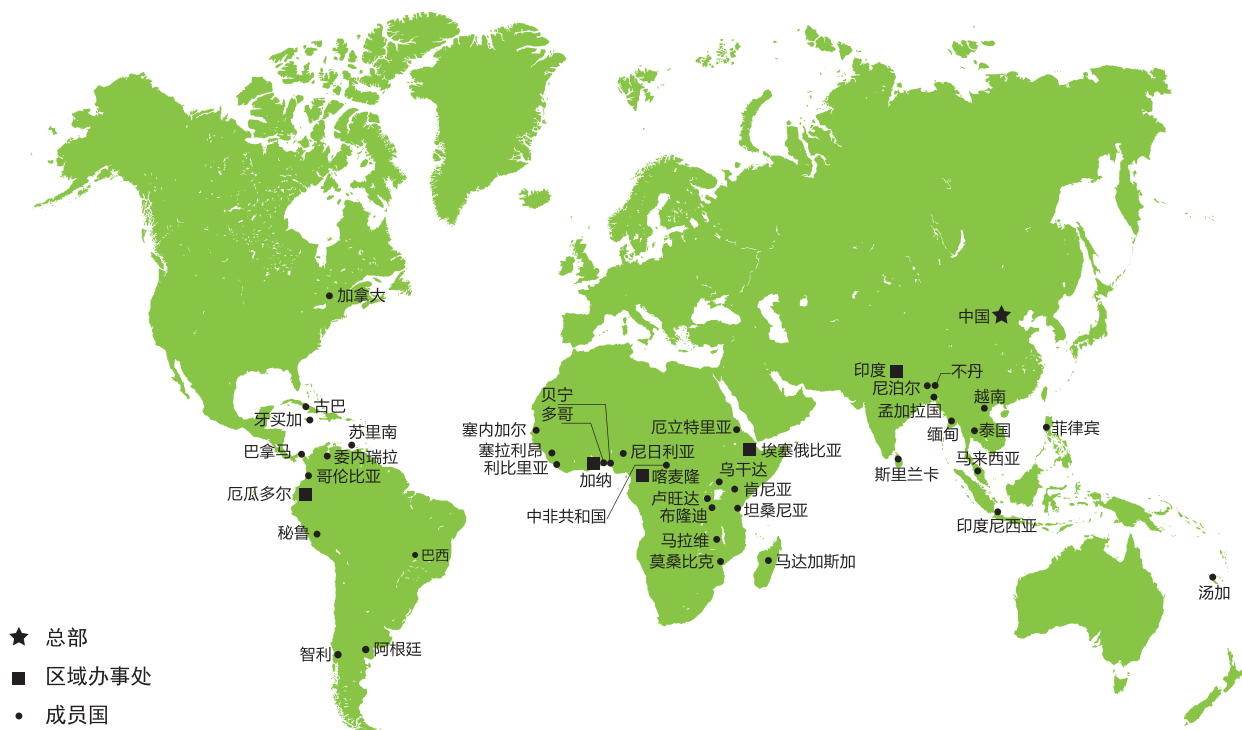 加拿大
中国
印度
不丹
尼泊尔
孟加拉国
越南
缅甸
泰国
菲律宾
斯里兰卡
马来西亚
印度尼西亚
汤加
古巴
牙买加
苏里南
巴拿马
委内瑞拉
哥伦比亚
厄瓜多尔
秘鲁
巴西
智利
阿根廷
贝宁
多哥
塞内加尔
塞拉利昂
利比里亚
加纳
尼日利亚
喀麦隆
中非共和国
厄立特里亚
埃塞俄比亚
乌干达
肯尼亚
卢旺达
布隆迪
坦桑尼亚
马拉维
莫桑比克
马达加斯加
总部
区域办事处
成员国